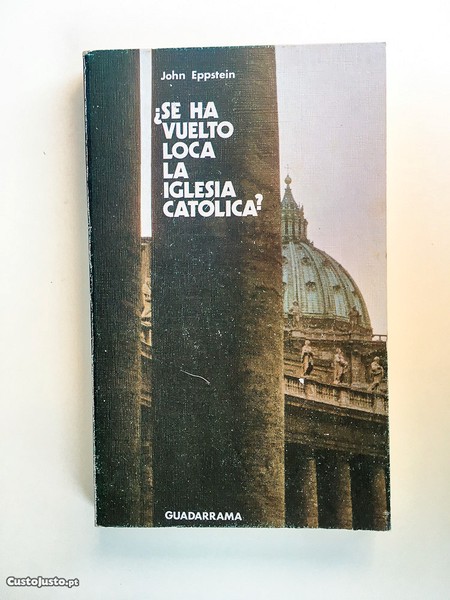 John Eppstein
¿SE HA
VUELTO
LOCA
LA
IGLESIA
CATOLICA?
GUADARRAMA
CustoJusto.pt